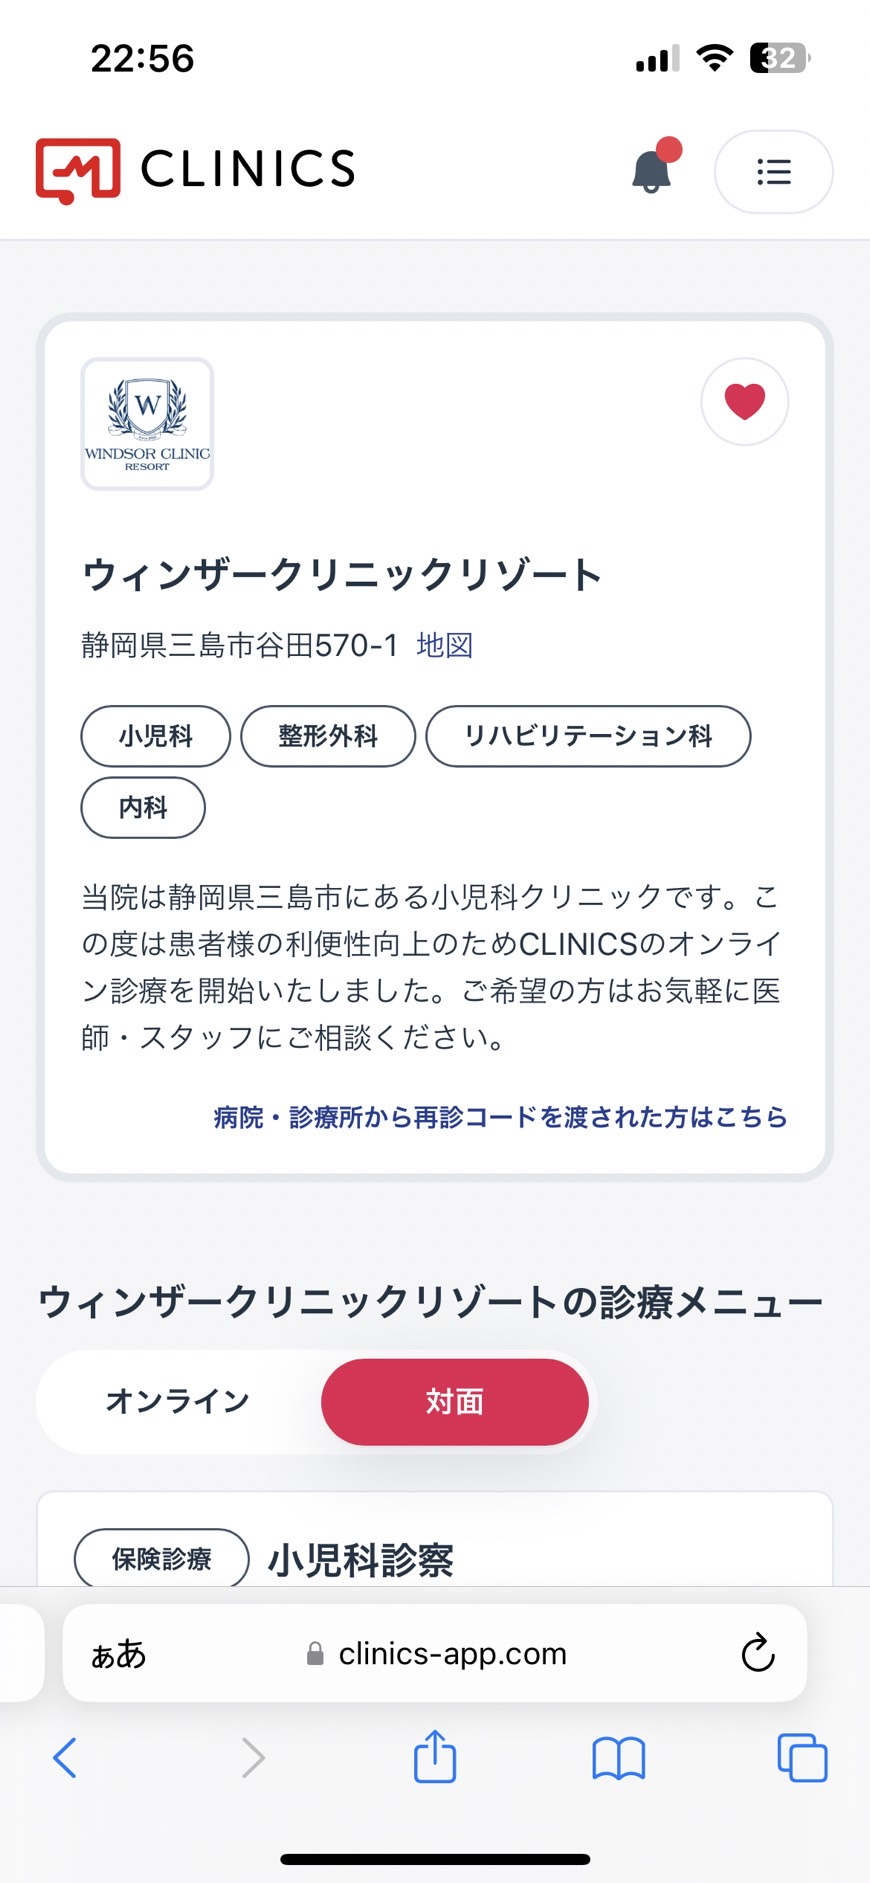 22:56
32
CLINICS
W
WINDSOR CLINIC
RESORT
ウィンザークリニックリゾート
静岡県三島市谷田570-1 地図
小児科 整形外科 リハビリテーション科
内科
当院は静岡県三島市にある小児科クリニックです。こ
の度は患者様の利便性向上のためCLINICSのオンライ
ン診療を開始いたしました。ご希望の方はお気軽に医
師・スタッフにご相談ください。
病院・診療所から再診コードを渡された方はこちら
ウィンザークリニックリゾートの診療メニュー
オンライン 対面
保険診療 小児科診察
ぁあ clinics-app.com